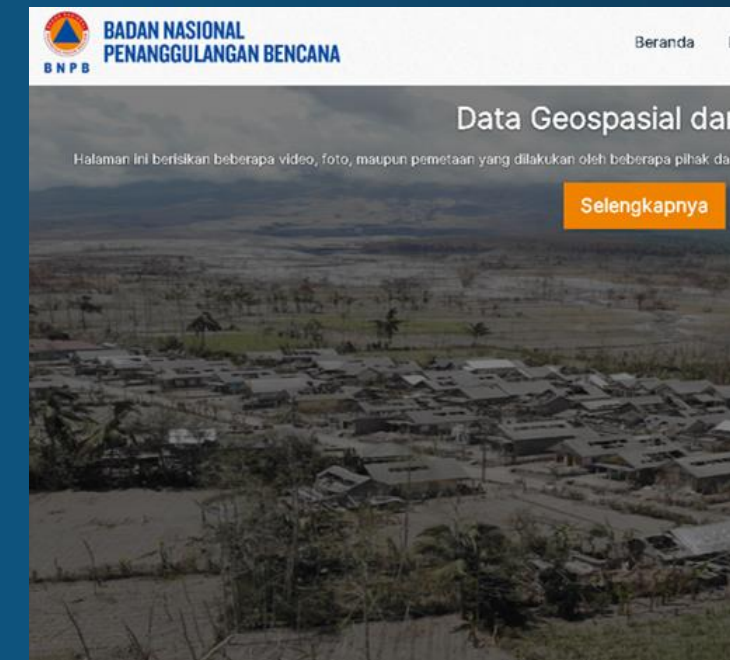 BADAN NASIONAL
PENANGGULANGAN BENCANA
BNPB
Beranda
Data Geospasial dan
Halaman ini berisikan beberapa video, foto, maupun pemetaan yang dilakukan oleh beberapa pihak da
Selengkapnya